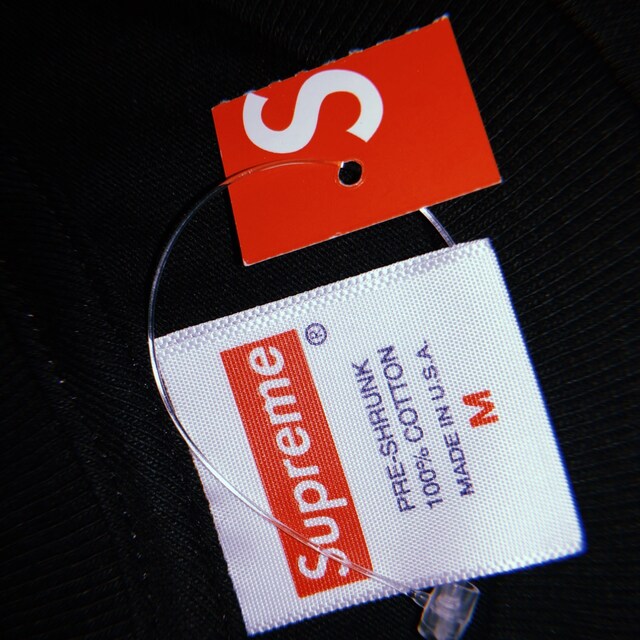 S
Supreme®
PRE-SHRUNK
100% COTTON
MADE IN U.S.A.
M